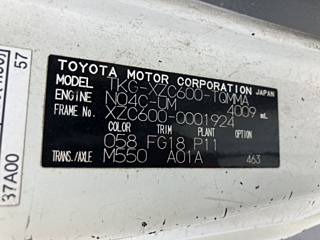 TOYOTA MOTOR CORPORATION JAPAN
MODEL TKG-XZC600-TQMMA
ENGINE N04C-UM 4009 mL
FRAME No. XZC600-0001924
COLOR TRIM PLANT OPTION
058 FG18 P11
TRANS./AXLE M550 A01A 463
57
37A00